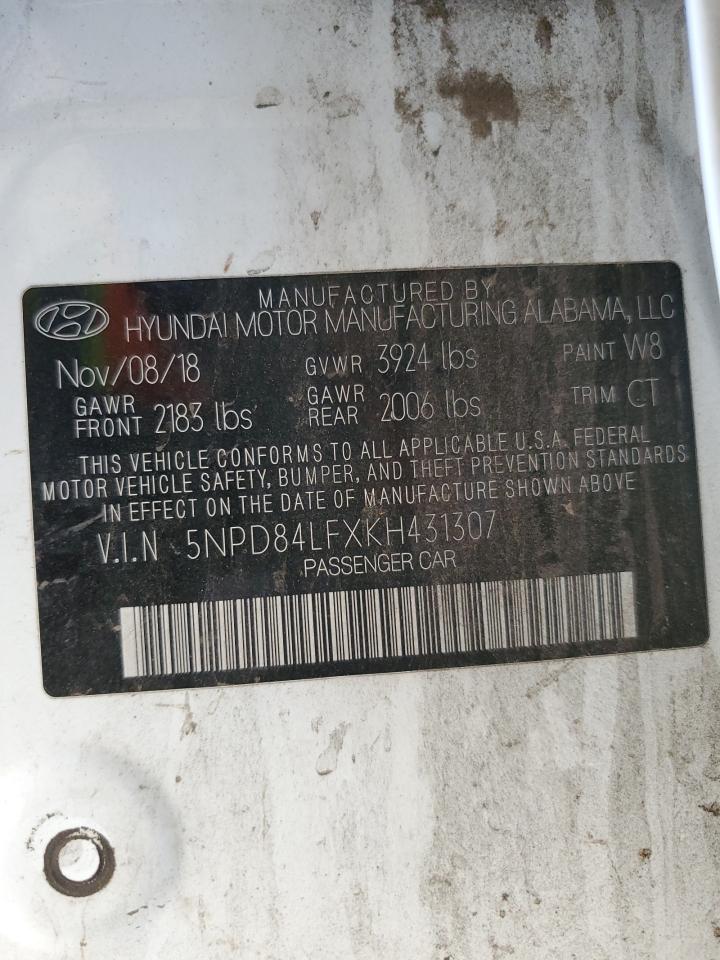 MANUFACTURED BY
HYUNDAI MOTOR MANUFACTURING ALABAMA, LLC
Nov/08/18 GVWR 3924 lbs PAINT W8
GAWR FRONT 2183 lbs GAWR REAR 2006 lbs TRIM CT
THIS VEHICLE CONFORMS TO ALL APPLICABLE U.S.A. FEDERAL
MOTOR VEHICLE SAFETY, BUMPER, AND THEFT PREVENTION STANDARDS
IN EFFECT ON THE DATE OF MANUFACTURE SHOWN ABOVE
V.I.N 5NPD84LFXKH431307
PASSENGER CAR